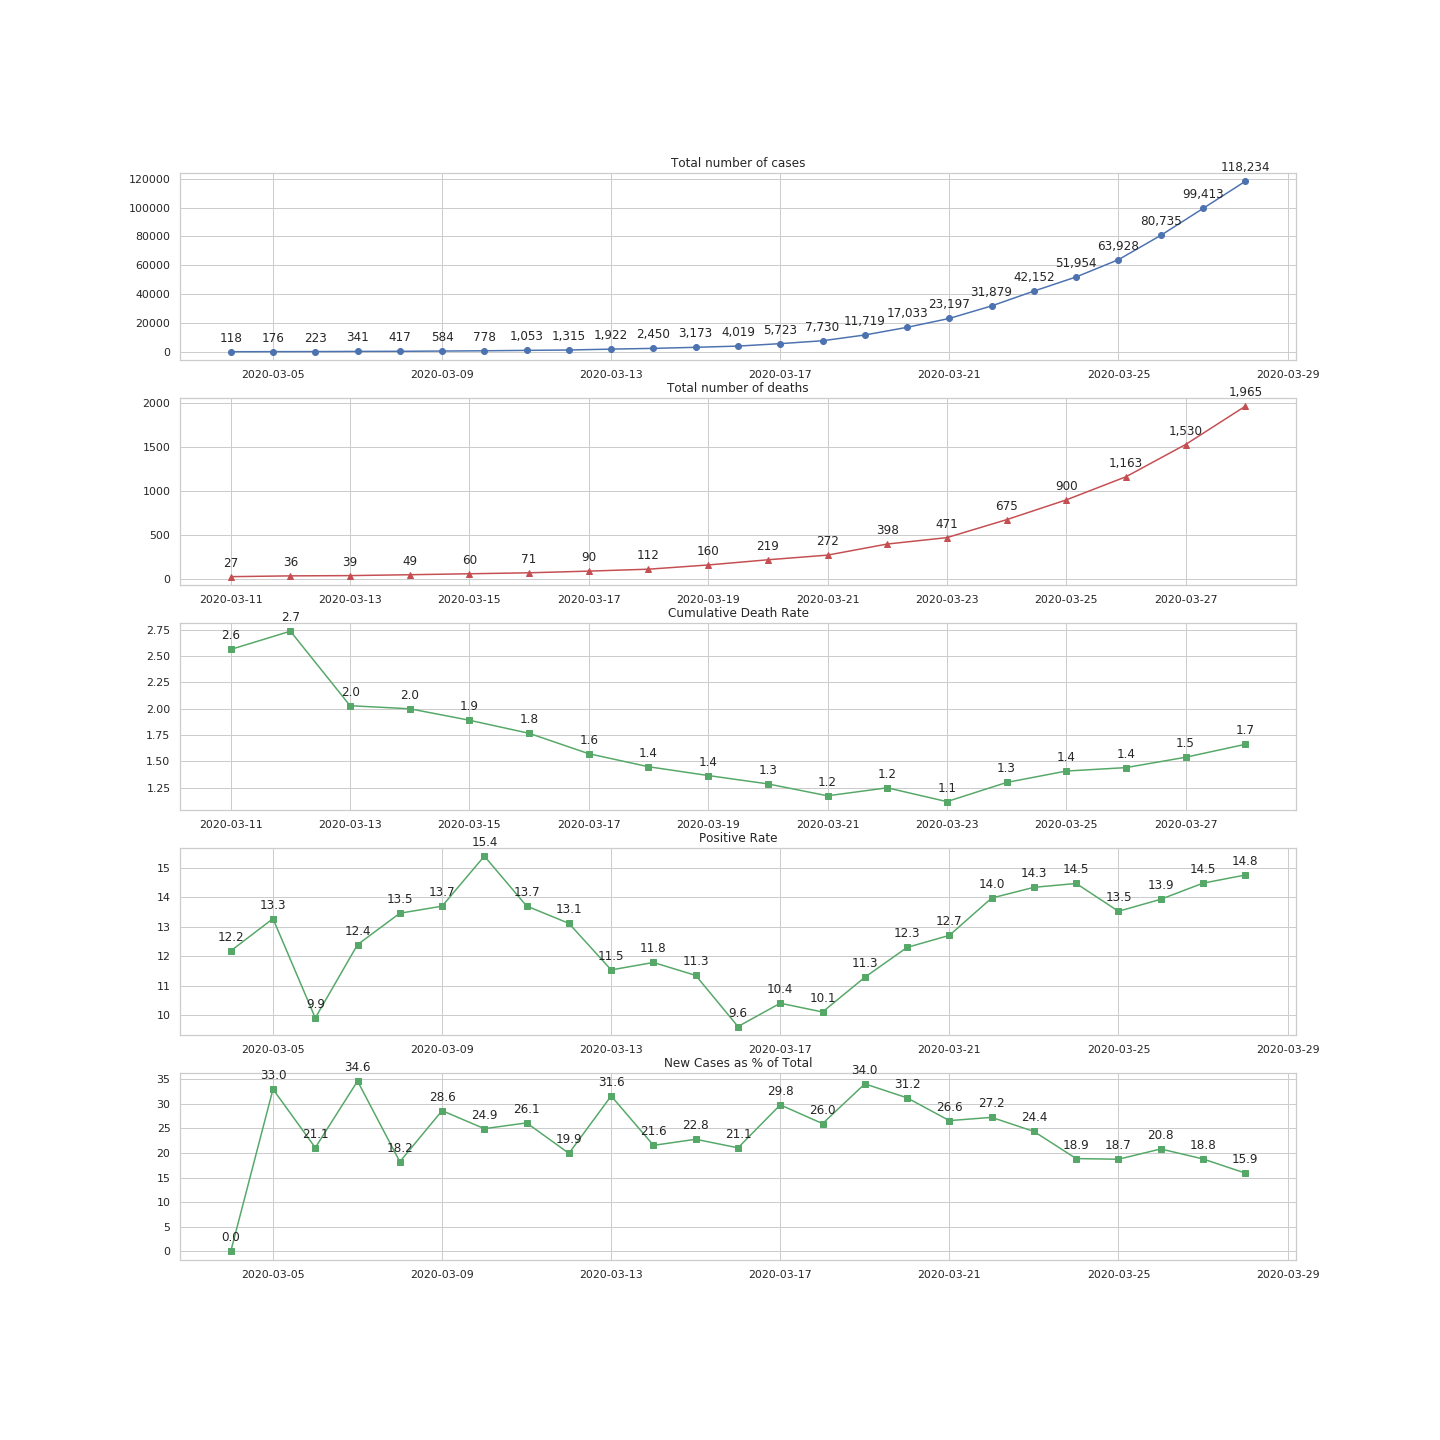 Total number of cases
120000
100000
80000
60000
40000
20000
0
118 176 223 341 417 584 778 1,053 1,315 1,922 2,450 3,173 4,019 5,723 7,730 11,719 17,033 23,197 31,879 42,152 51,954 63,928 80,735 99,413 118,234
2020-03-05 2020-03-09 2020-03-13 2020-03-17 2020-03-21 2020-03-25 2020-03-29
Total number of deaths
2000
1500
1000
500
0
27 36 39 49 60 71 90 112 160 219 272 398 471 675 900 1,163 1,530 1,965
2020-03-11 2020-03-13 2020-03-15 2020-03-17 2020-03-19 2020-03-21 2020-03-23 2020-03-25 2020-03-27
Cumulative Death Rate
2.75
2.50
2.25
2.00
1.75
1.50
1.25
2.6 2.7 2.0 2.0 1.9 1.8 1.6 1.4 1.4 1.3 1.2 1.2 1.1 1.3 1.4 1.4 1.5 1.7
2020-03-11 2020-03-13 2020-03-15 2020-03-17 2020-03-19 2020-03-21 2020-03-23 2020-03-25 2020-03-27
Positive Rate
15
14
13
12
11
10
12.2 13.3 9.9 12.4 13.5 13.7 15.4 13.7 13.1 11.5 11.8 11.3 9.6 10.4 10.1 11.3 12.3 12.7 14.0 14.3 14.5 13.5 13.9 14.5 14.8
2020-03-05 2020-03-09 2020-03-13 2020-03-17 2020-03-21 2020-03-25 2020-03-29
New Cases as % of Total
35
30
25
20
15
10
5
0
0.0 33.0 21.1 34.6 18.2 28.6 24.9 26.1 19.9 31.6 21.6 22.8 21.1 29.8 26.0 34.0 31.2 26.6 27.2 24.4 18.9 18.7 20.8 18.8 15.9
2020-03-05 2020-03-09 2020-03-13 2020-03-17 2020-03-21 2020-03-25 2020-03-29